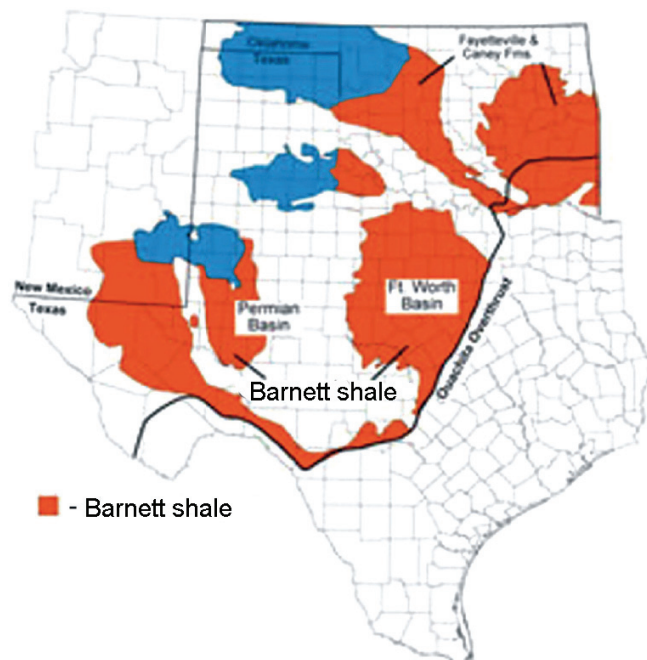 Oklahoma
Texas
Fayetteville &
Caney Fms.
New Mexico
Texas
Permian
Basin
Ft. Worth
Basin
Ouachita Overthrust
Barnett shale
- Barnett shale